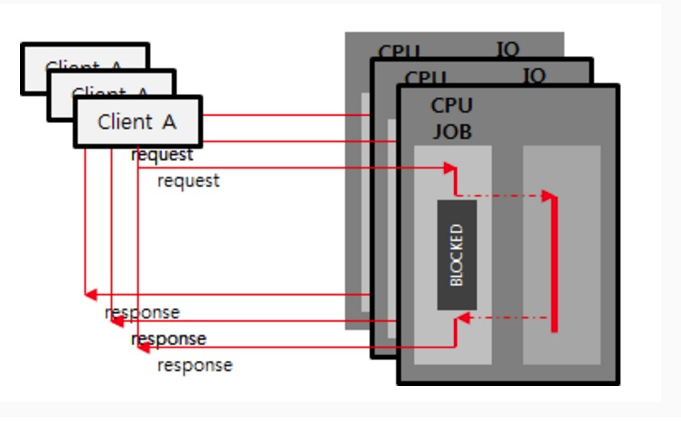 Client A
Client A
Client A
request
request
response
response
response
CPU
IO
CPU
IO
CPU
JOB
BLOCKED